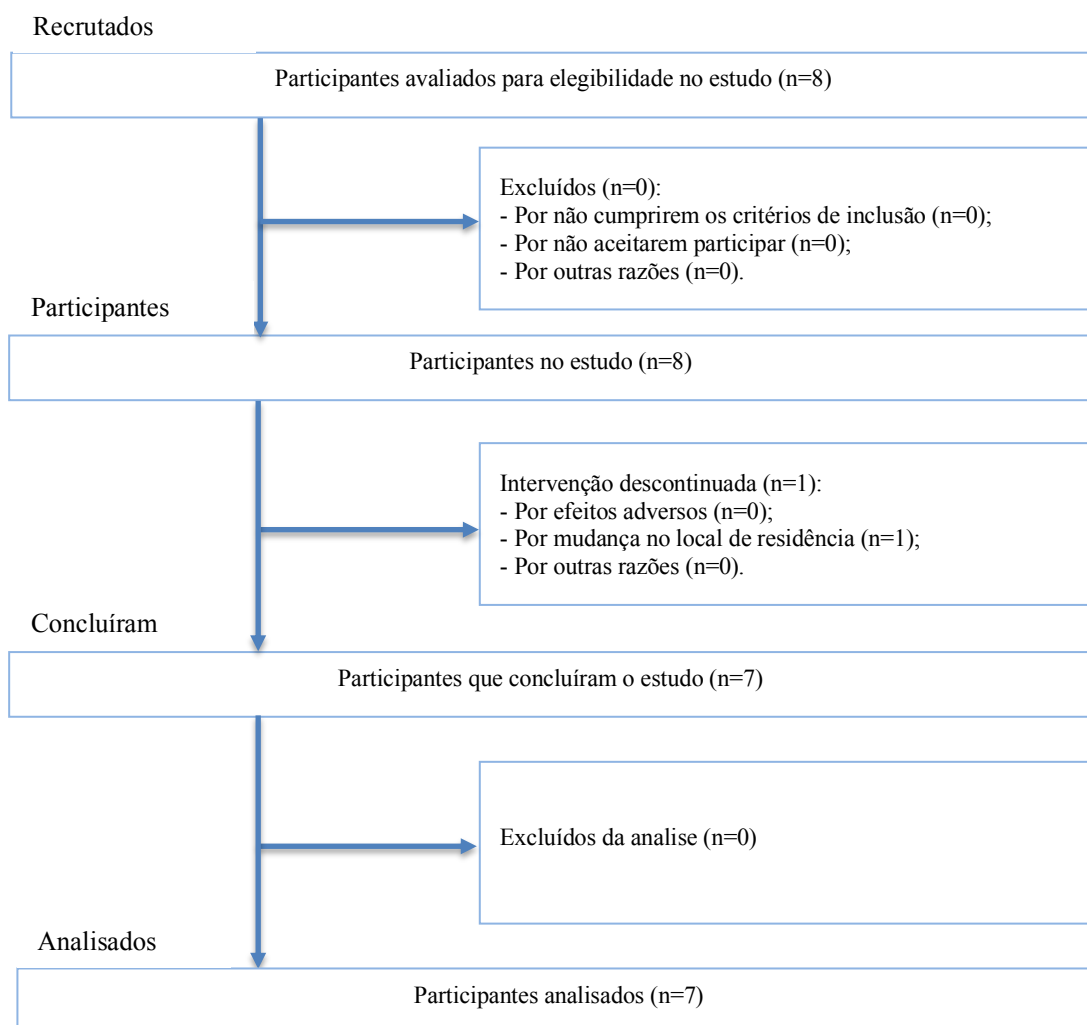 Recrutados
Participantes avaliados para elegibilidade no estudo (n=8)
Excluídos (n=0):
- Por não cumprirem os critérios de inclusão (n=0);
- Por não aceitarem participar (n=0);
- Por outras razões (n=0).
Participantes
Participantes no estudo (n=8)
Intervenção descontinuada (n=1):
- Por efeitos adversos (n=0);
- Por mudança no local de residência (n=1);
- Por outras razões (n=0).
Concluíram
Participantes que concluíram o estudo (n=7)
Excluídos da analise (n=0)
Analisados
Participantes analisados (n=7)